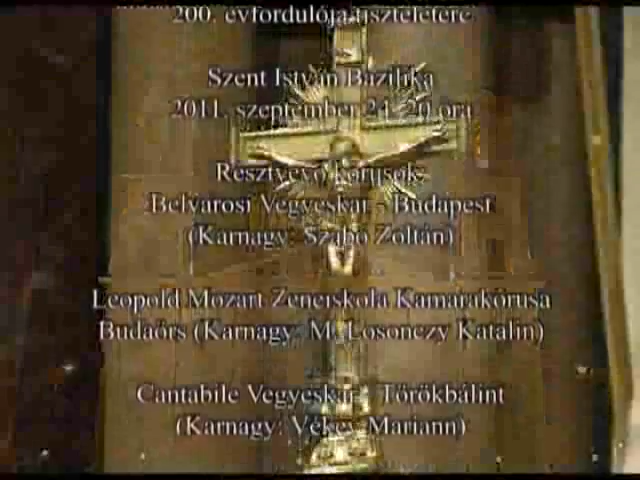 200. évfordulója tiszteletére
Szent István Bazilika
2011. szeptember 24. 20 óra
Résztvevő kórusok:
Belvárosi Vegyeskar - Budapest
(Karnagy: Szabó Zoltán)
Leopold Mozart Zeneiskola Kamarakórusa
Budaörs (Karnagy: M. Losonczy Katalin)
Cantabile Vegyeskar - Törökbálint
(Karnagy: Vékey Mariann)